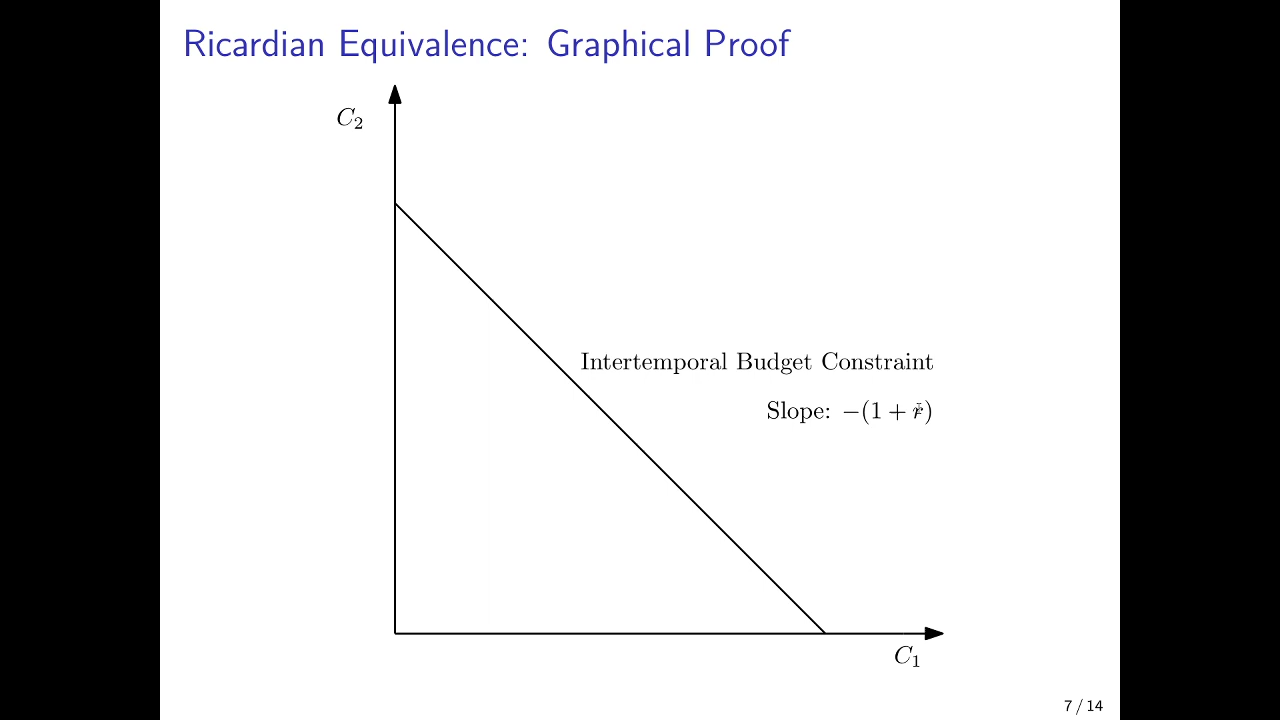 Ricardian Equivalence: Graphical Proof
C₂
Intertemporal Budget Constraint
Slope: −(1 + r)
C₁
7 / 14